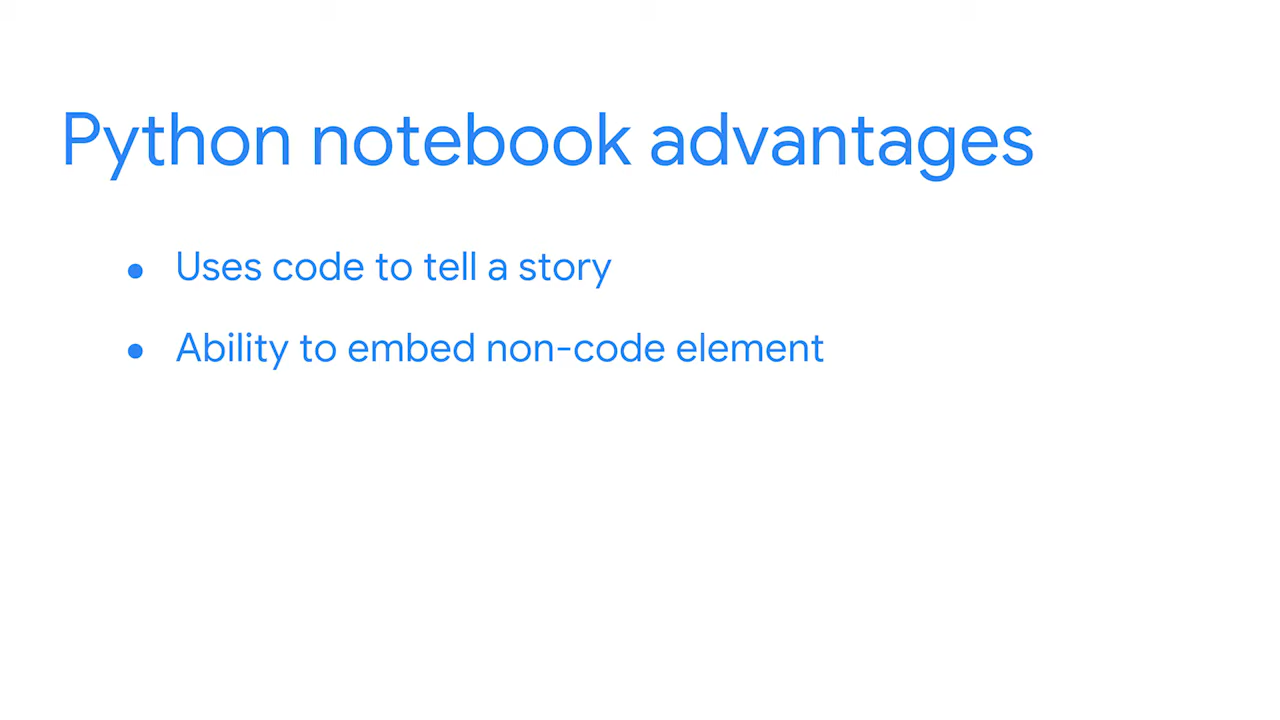 Python notebook advantages
• Uses code to tell a story
• Ability to embed non-code element